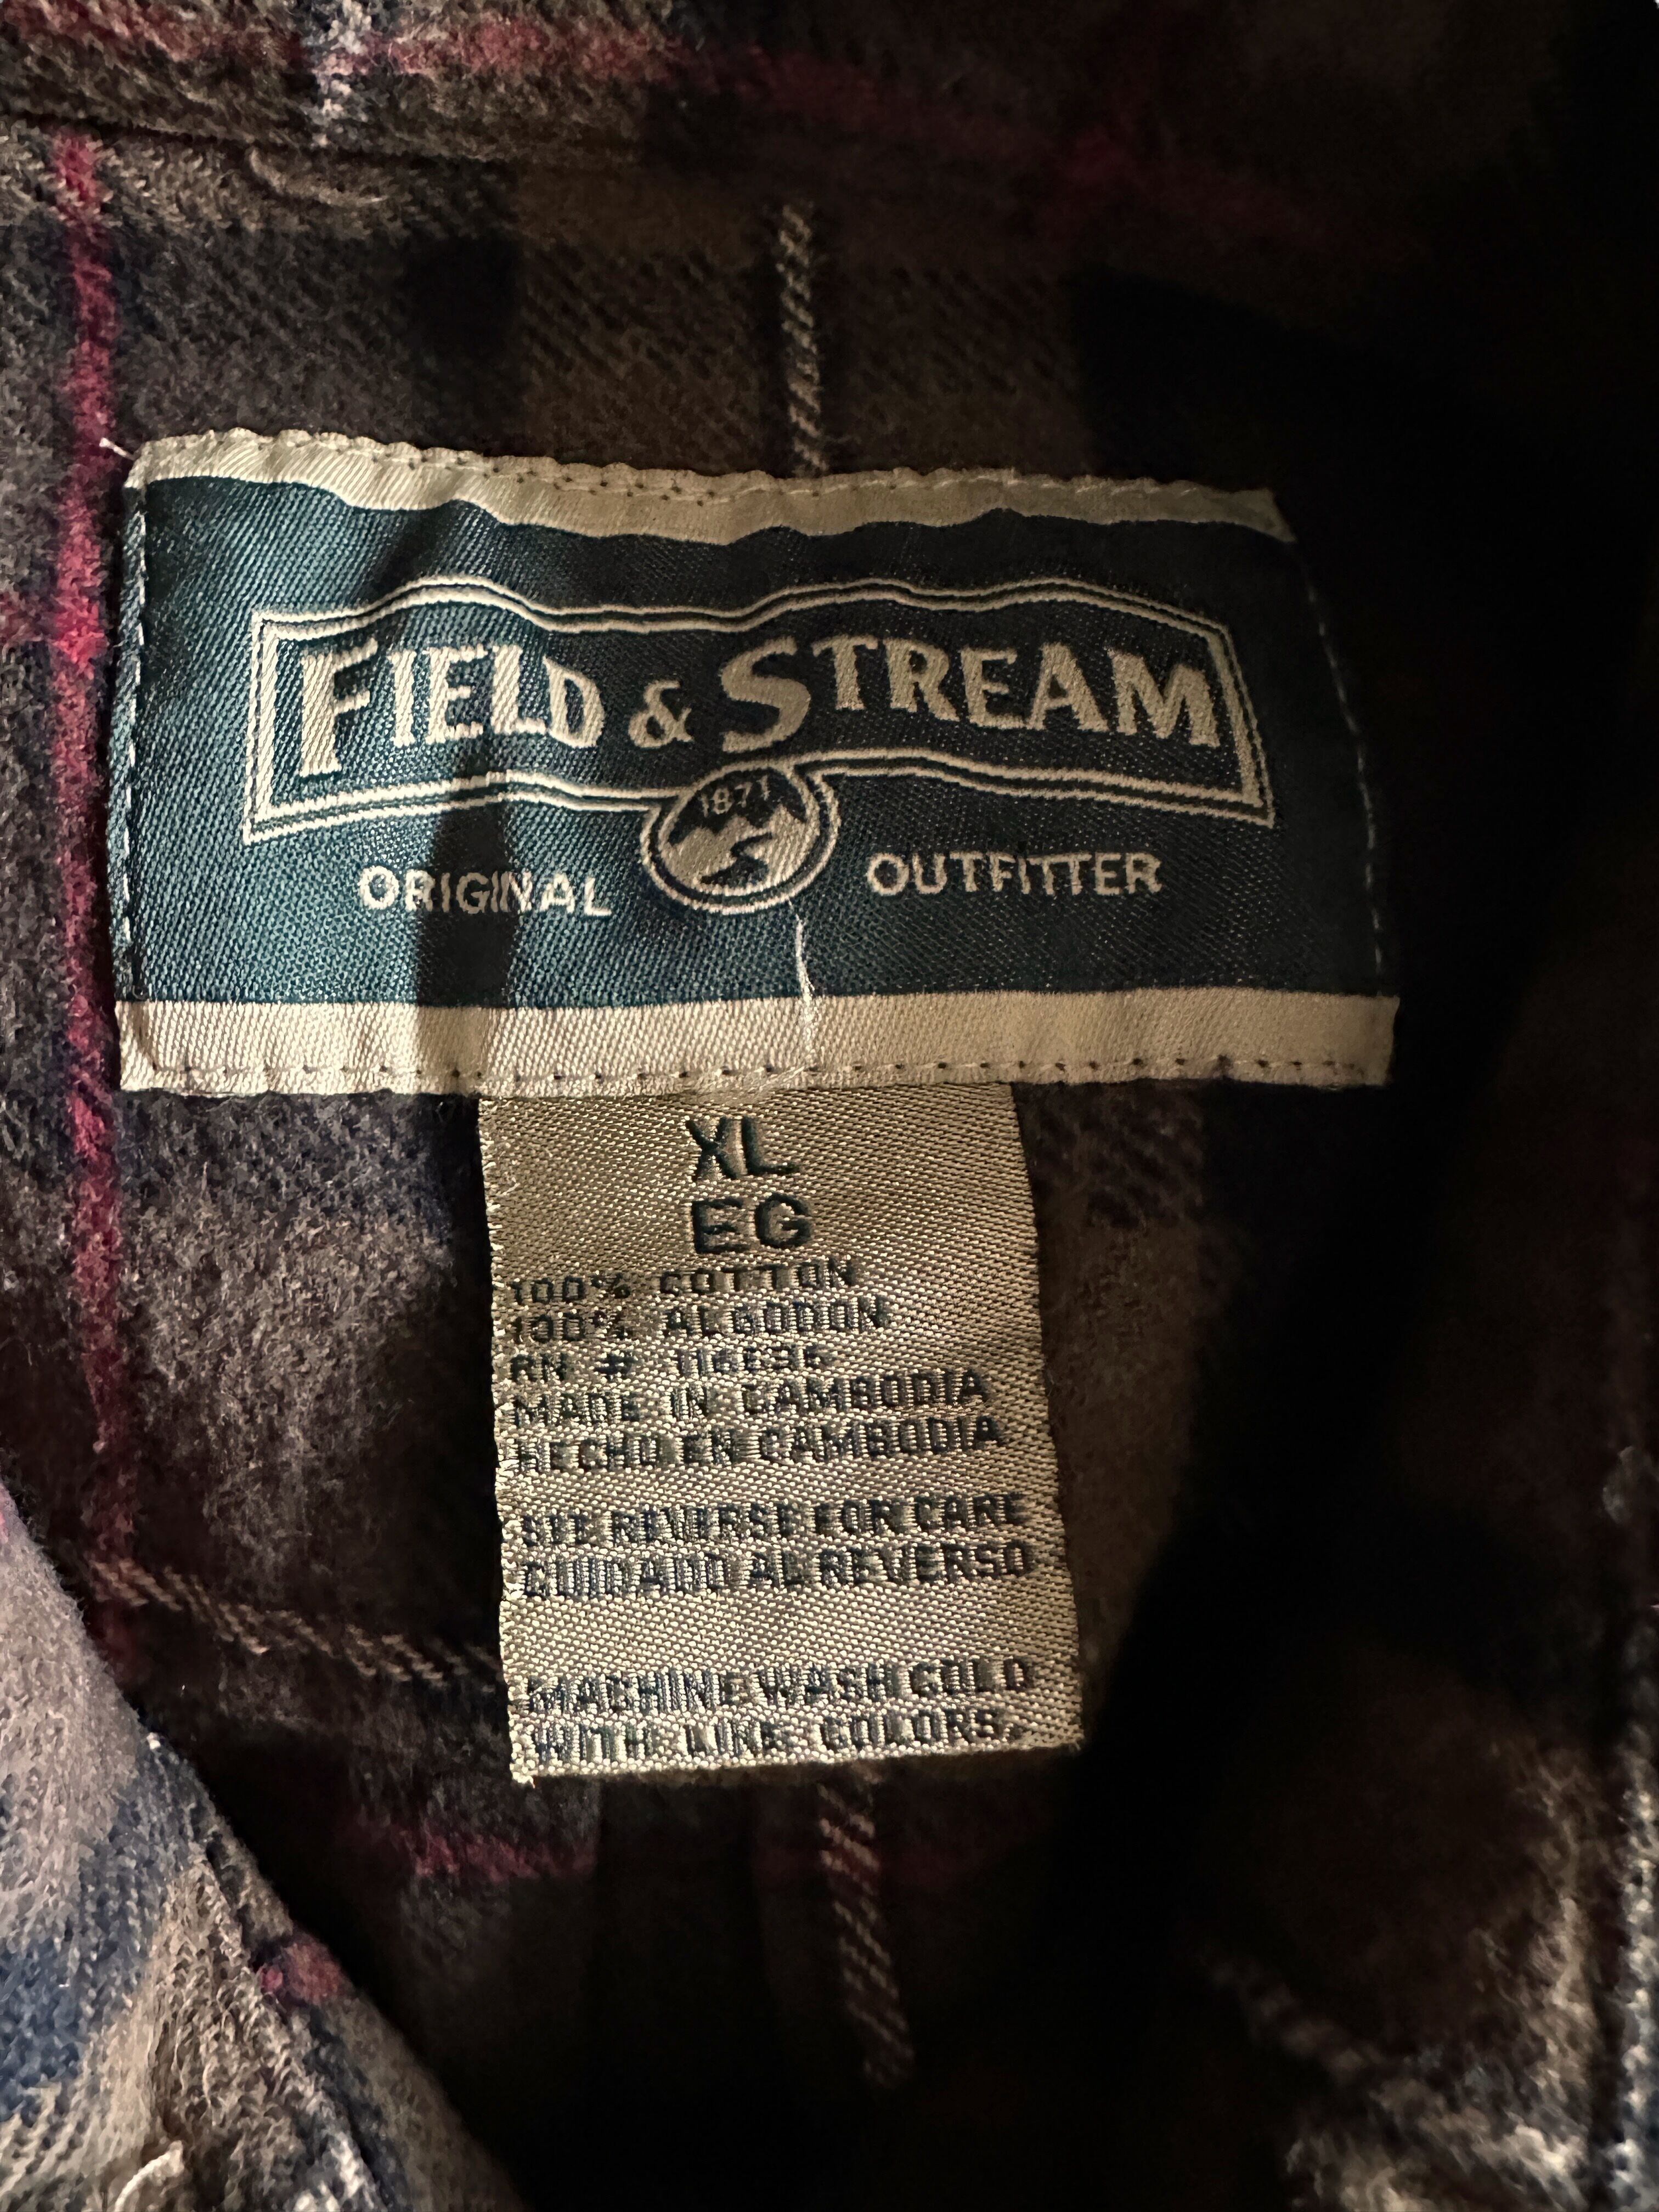 FIELD & STREAM
1871
ORIGINAL OUTFITTER
XL
EG
100% COTTON
100% ALGODON
RN #
MADE IN CAMBODIA
HECHO EN CAMBODIA
SEE REVERSE FOR CARE
CUIDADO AL REVERSO
MACHINE WASH COLD
WITH LIKE COLORS,